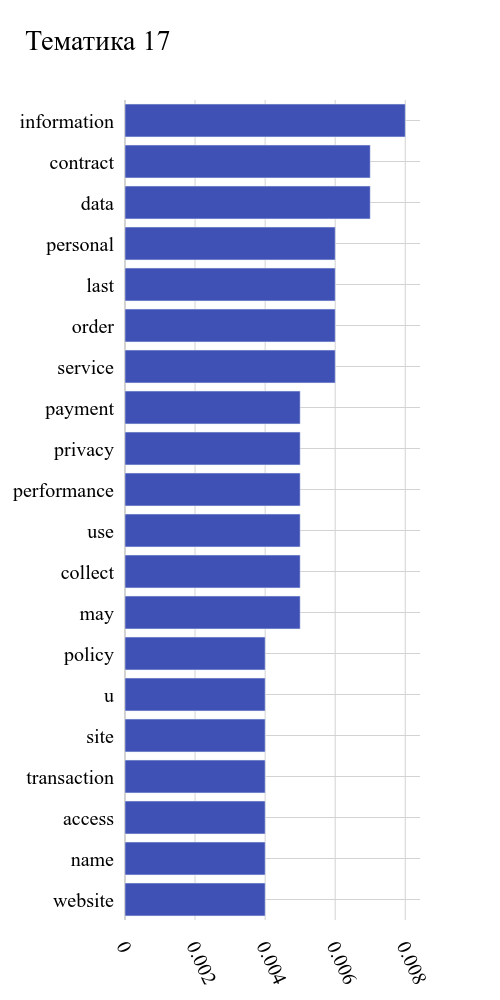 Тематика 17
information
contract
data
personal
last
order
service
payment
privacy
performance
use
collect
may
policy
u
site
transaction
access
name
website
0
0.002
0.004
0.006
0.008